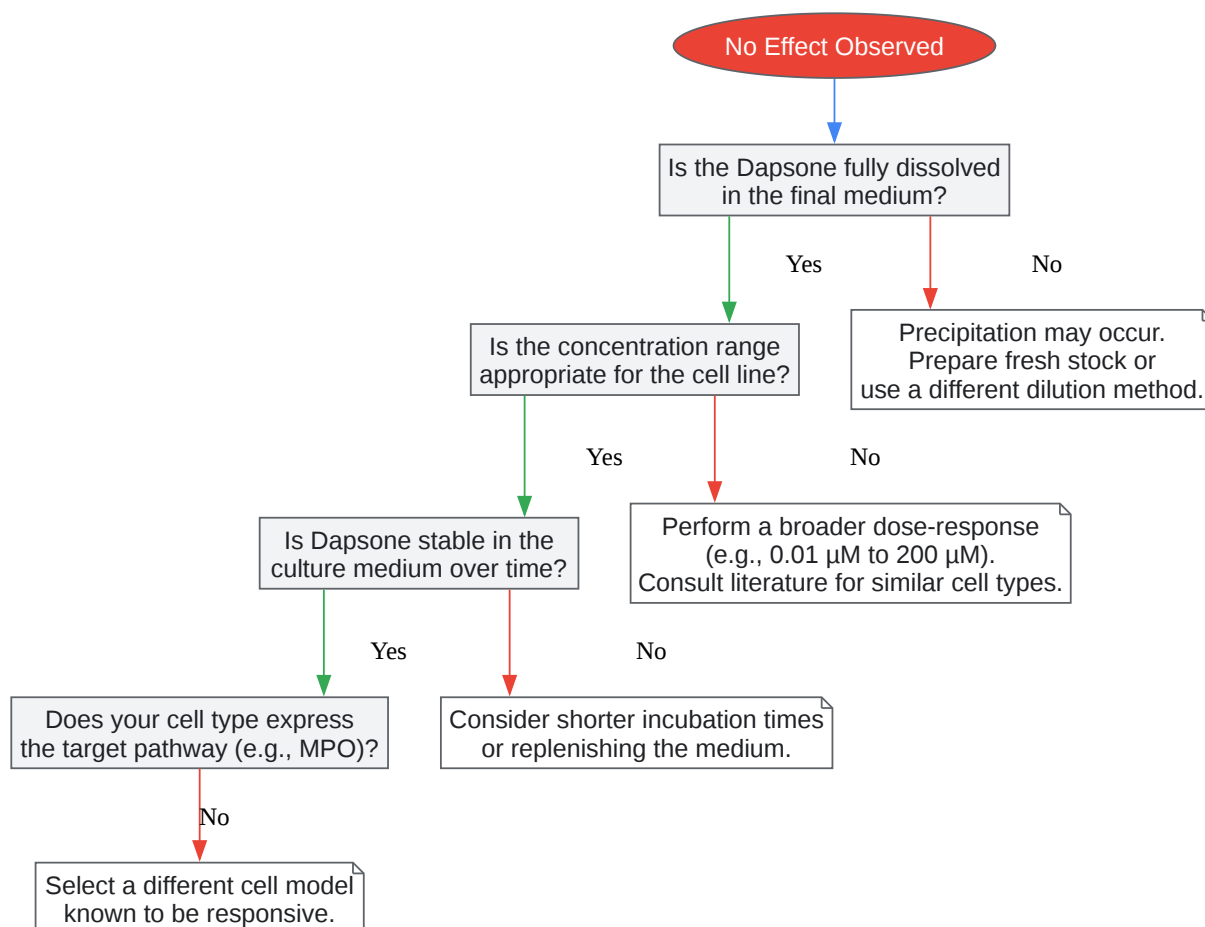 No Effect Observed
Is the Dapsone fully dissolved
in the final medium?
Yes
No
Precipitation may occur.
Prepare fresh stock or
use a different dilution method.
Is the concentration range
appropriate for the cell line?
Yes
No
Perform a broader dose-response
(e.g., 0.01 µM to 200 µM).
Consult literature for similar cell types.
Is Dapsone stable in the
culture medium over time?
Yes
No
Consider shorter incubation times
or replenishing the medium.
Does your cell type express
the target pathway (e.g., MPO)?
No
Select a different cell model
known to be responsive.